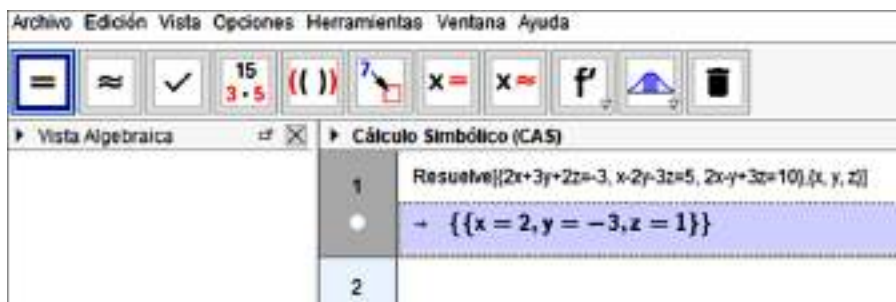 Archivo Edición Vista Opciones Herramientas Ventana Ayuda
= ≈ ✓ 15 3·5 (( )) 7 x= x≈ f'
Vista Algebraica
Cálculo Simbólico (CAS)
1
Resuelve[{2x+3y+2z=-3, x-2y-3z=5, 2x-y+3z=10},{x, y, z}]
→ {{x = 2, y = −3, z = 1}}
2